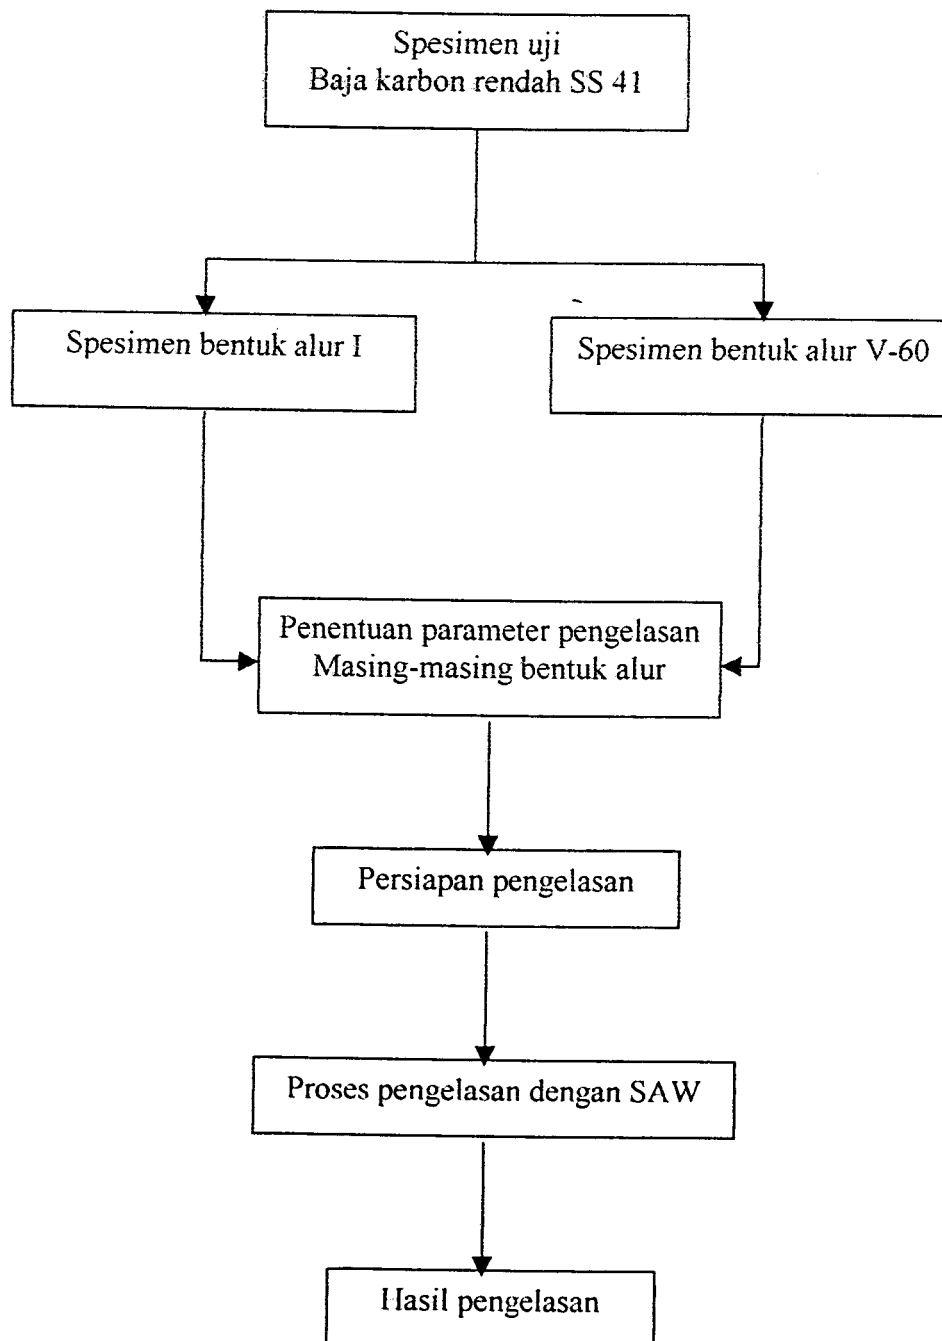 Spesimen uji
Baja karbon rendah SS 41
Spesimen bentuk alur I
Spesimen bentuk alur V-60
Penentuan parameter pengelasan
Masing-masing bentuk alur
Persiapan pengelasan
Proses pengelasan dengan SAW
Hasil pengelasan